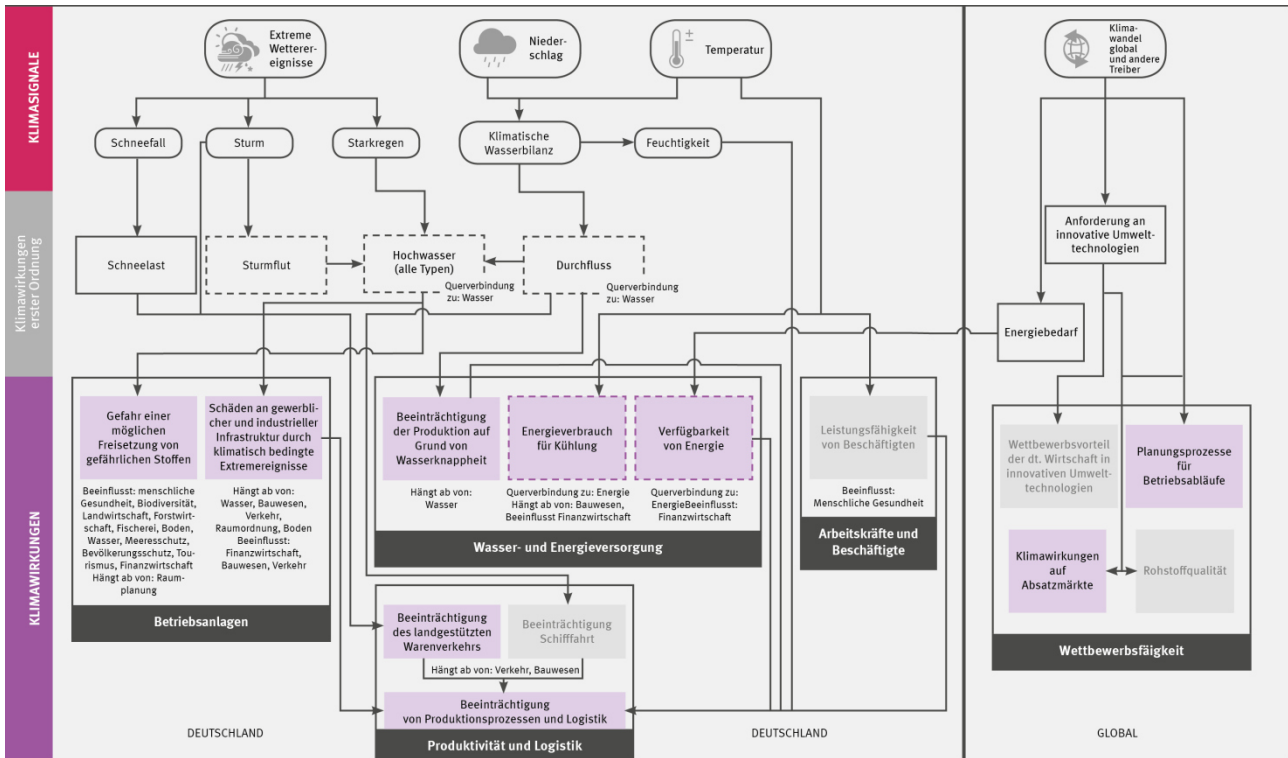 KLIMASIGNALE
Extreme
Wetterer-
eignisse
Nieder-
schlag
±
Temperatur
Klima-
wandel
global
und andere
Treiber
Schneefall
Sturm
Starkregen
Klimatische
Wasserbilanz
Feuchtigkeit
Klimawirkungen
erster Ordnung
Schneelast
Sturmflut
Hochwasser
(alle Typen)
Querverbindung
zu: Wasser
Durchfluss
Querverbindung
zu: Wasser
Anforderung an
innovative Umwelt-
technologien
Energiebedarf
KLIMAWIRKUNGEN
Gefahr einer
möglichen
Freisetzung von
gefährlichen Stoffen
Beeinflusst: menschliche
Gesundheit, Biodiversität,
Landwirtschaft, Forstwirt-
schaft, Fischerei, Boden,
Wasser, Meeresschutz,
Bevölkerungsschutz, Tou-
rismus, Finanzwirtschaft
Hängt ab von: Raum-
planung
Schäden an gewerbli-
cher und industrieller
Infrastruktur durch
klimatisch bedingte
Extremereignisse
Hängt ab von:
Wasser, Bauwesen,
Verkehr,
Raumordnung, Boden
Beeinflusst:
Finanzwirtschaft,
Bauwesen, Verkehr
Betriebsanlagen
Beeinträchtigung
der Produktion auf
Grund von
Wasserknappheit
Hängt ab von:
Wasser
Energieverbrauch
für Kühlung
Querverbindung zu: Energie
Hängt ab von: Bauwesen,
Beeinflusst Finanzwirtschaft
Verfügbarkeit
von Energie
Querverbindung zu:
EnergieBeeinflusst:
Finanzwirtschaft
Wasser- und Energieversorgung
Leistungsfähigkeit
von Beschäftigten
Beeinflusst:
Menschliche Gesundheit
Arbeitskräfte und
Beschäftigte
Wettbewerbsvorteil
der dt. Wirtschaft in
innovativen Umwelt-
technologien
Planungsprozesse
für
Betriebsabläufe
Klimawirkungen
auf
Absatzmärkte
Rohstoffqualität
Wettbewerbsfäigkeit
Beeinträchtigung
des landgestützten
Warenverkehrs
Beeinträchtigung
Schifffahrt
Hängt ab von: Verkehr, Bauwesen
Beeinträchtigung
von Produktionsprozessen und Logistik
Produktivität und Logistik
DEUTSCHLAND
DEUTSCHLAND
GLOBAL